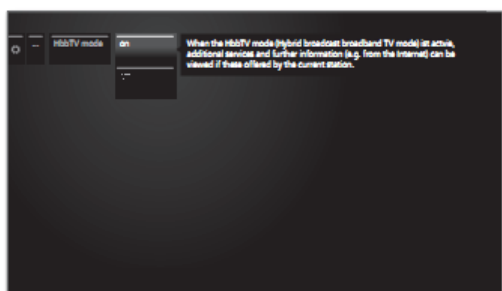 ... HbbTV mode on When the HbbTV mode (Hybrid broadcast broadband TV mode) ist actvie,
additional services and further information (e.g. from the Internet) can be
viewed if these offered by the current station.